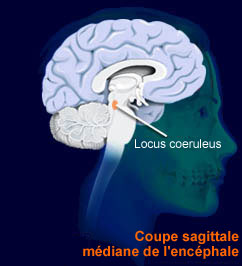 Locus coeruleus
Coupe sagittale
médiane de l'encéphale